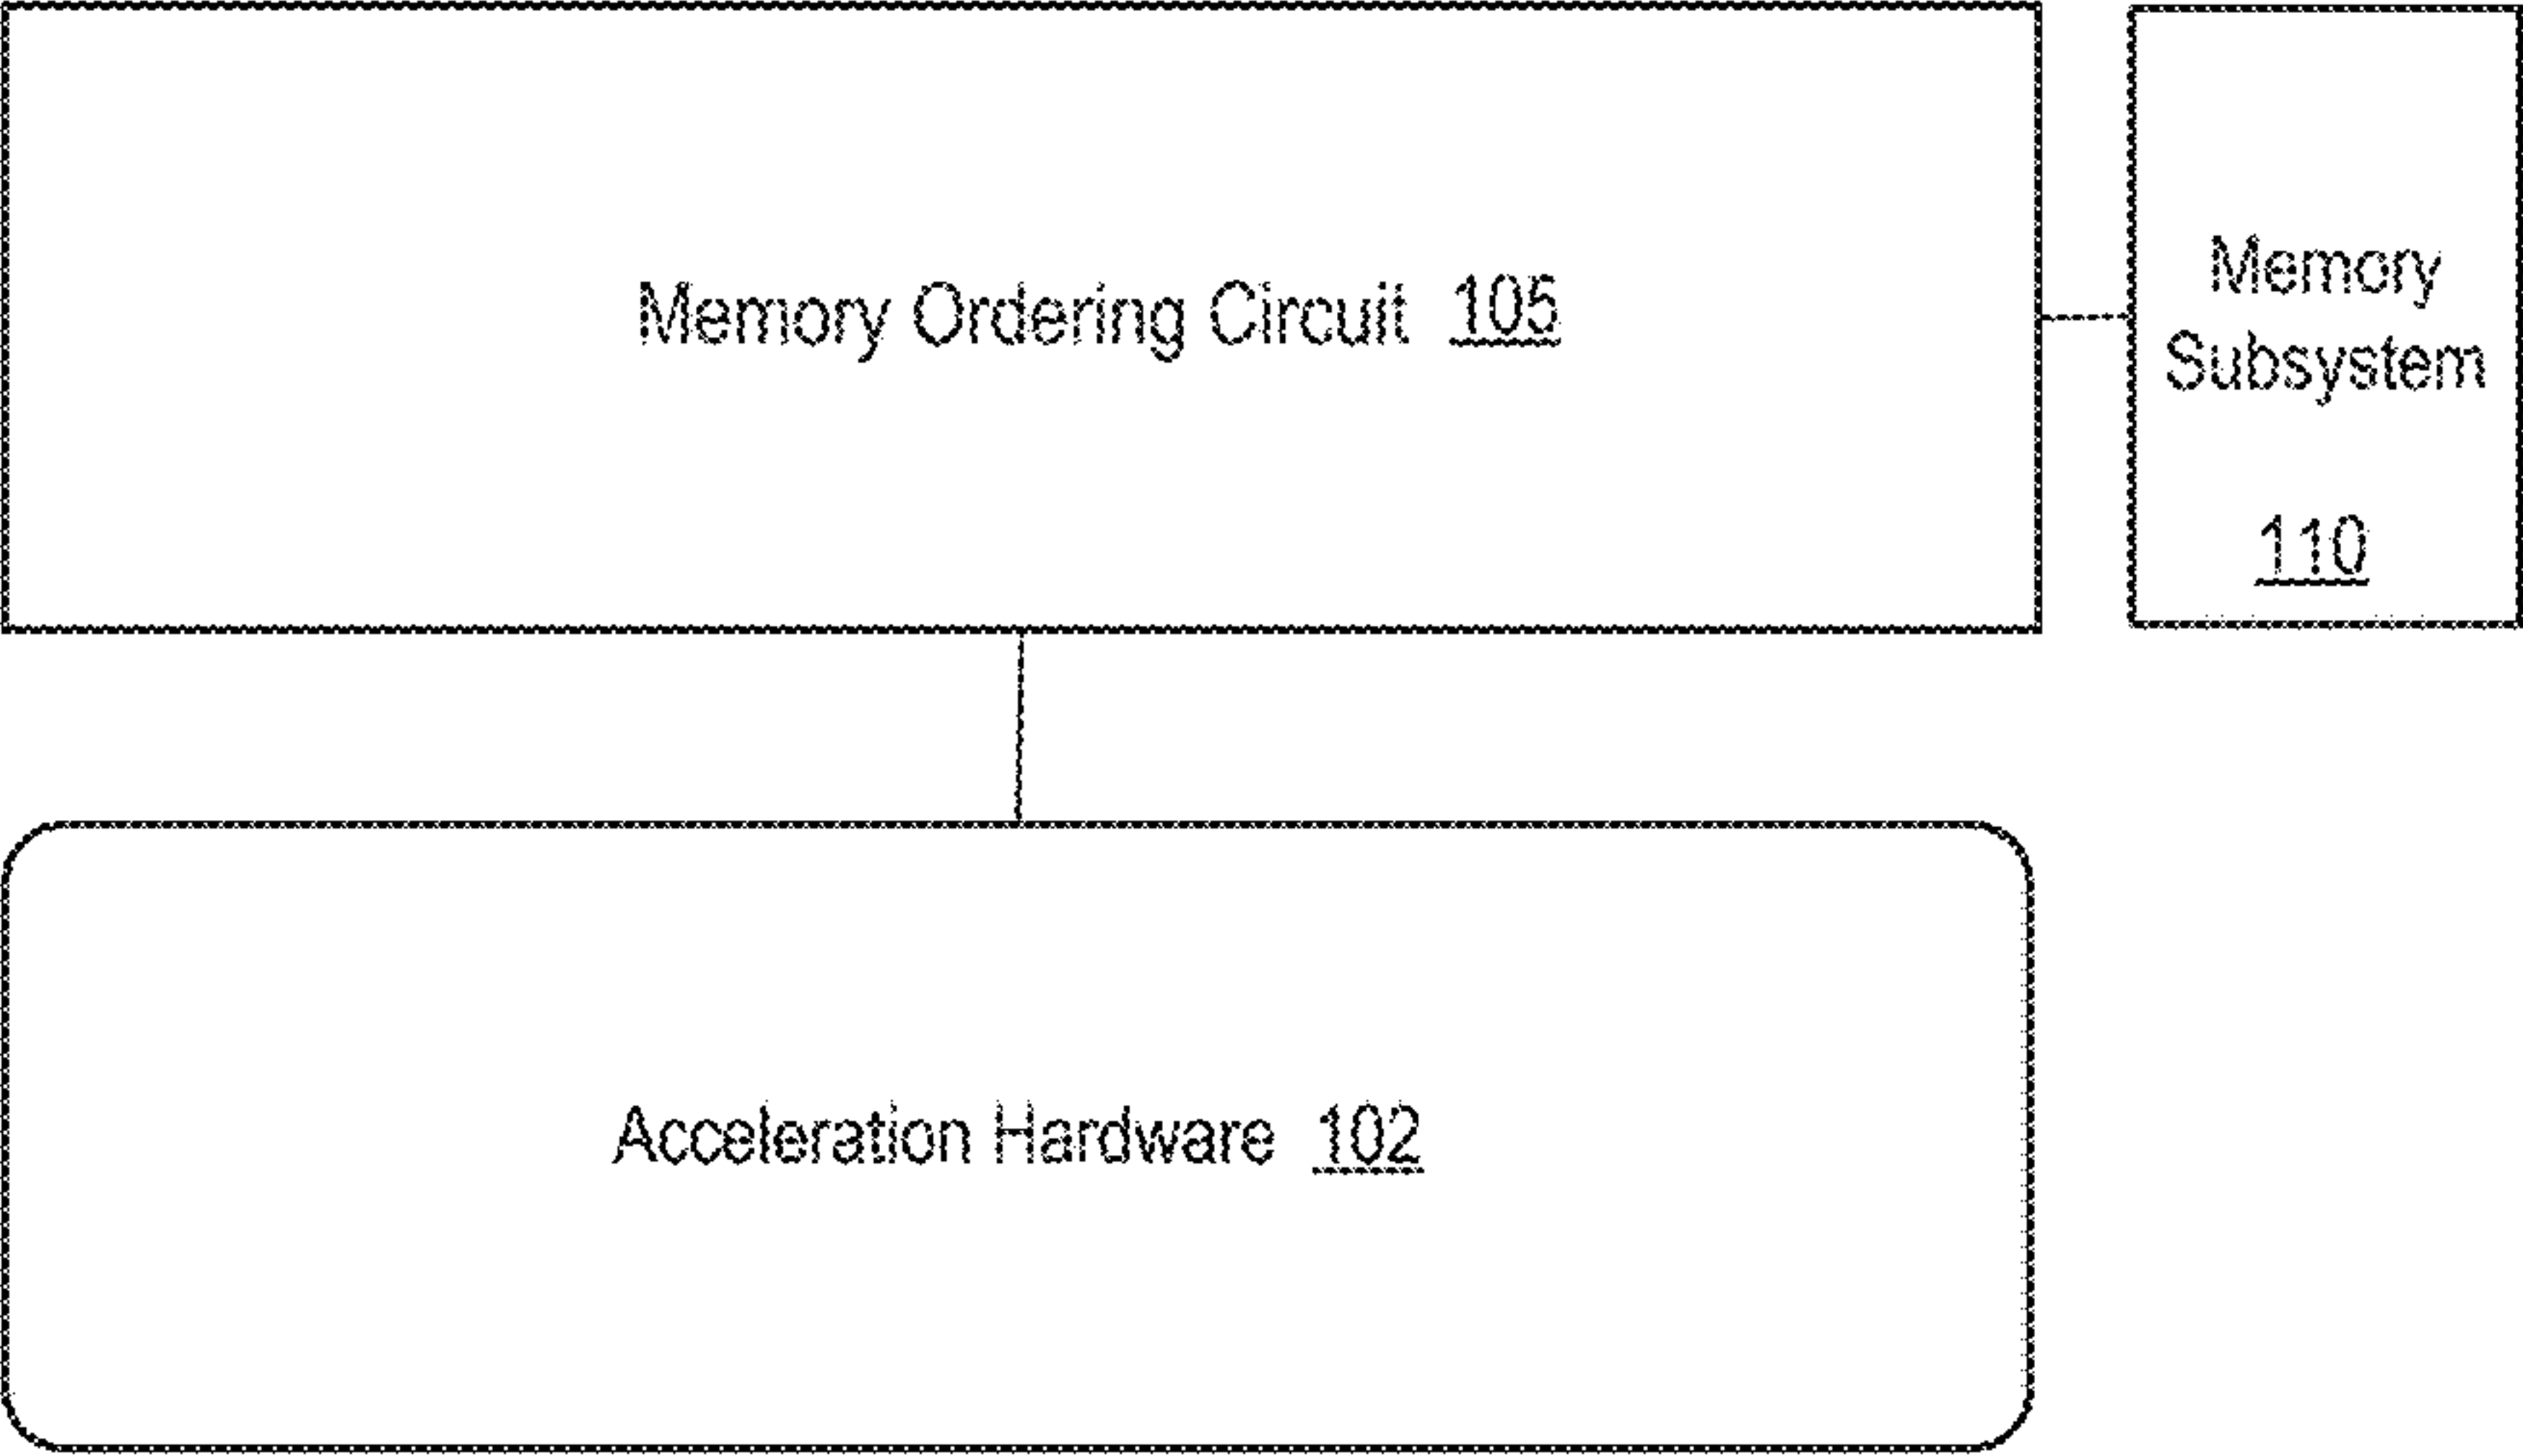 Memory Ordering Circuit 105
Memory
Subsystem
110
Acceleration Hardware 102